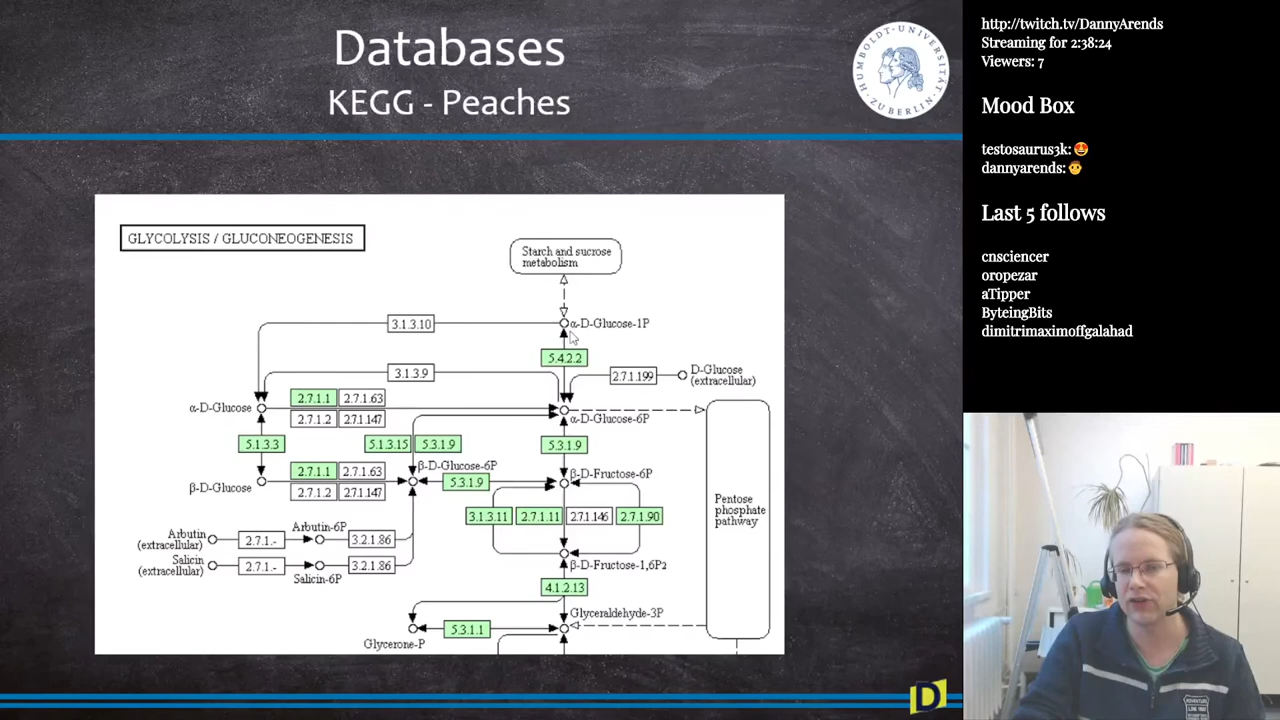 Databases
KEGG - Peaches
HUMBOLDT-UNIVERSITÄT
ZU BERLIN
GLYCOLYSIS / GLUCONEOGENESIS
Starch and sucrose
metabolism
3.1.3.10
α-D-Glucose-1P
5.4.2.2
3.1.3.9
2.7.1.199
D-Glucose
(extracellular)
2.7.1.1
2.7.1.63
α-D-Glucose
2.7.1.2
2.7.1.147
α-D-Glucose-6P
5.1.3.3
5.1.3.15
5.3.1.9
5.3.1.9
β-D-Glucose-6P
β-D-Fructose-6P
2.7.1.1
2.7.1.63
β-D-Glucose
2.7.1.2
2.7.1.147
5.3.1.9
Pentose
phosphate
pathway
3.1.3.11
2.7.1.11
2.7.1.146
2.7.1.90
Arbutin
(extracellular)
2.7.1.-
Arbutin-6P
3.2.1.86
Salicin
(extracellular)
2.7.1.-
Salicin-6P
3.2.1.86
β-D-Fructose-1,6P2
4.1.2.13
Glyceraldehyde-3P
5.3.1.1
Glycerone-P
D
http://twitch.tv/DannyArends
Streaming for 2:38:24
Viewers: 7
Mood Box
testosaurus3k: 😍
dannyarends: 👨
Last 5 follows
cnsciencer
oropezar
aTipper
ByteingBits
dimitrimaximoffgalahad